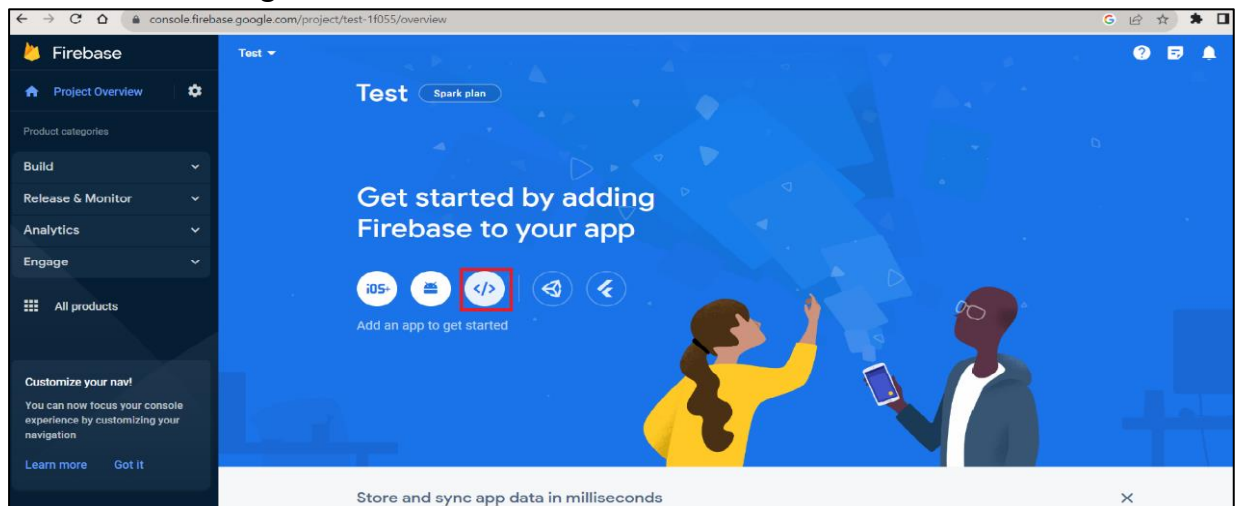 console.firebase.google.com/project/test-1f055/overview
Firebase
Test
Project Overview
Test
Spark plan
Product categories
Build
Release & Monitor
Analytics
Engage
All products
Get started by adding
Firebase to your app
iOS+
</>
Add an app to get started
Customize your nav!
You can now focus your console
experience by customizing your
navigation
Learn more
Got it
Store and sync app data in milliseconds